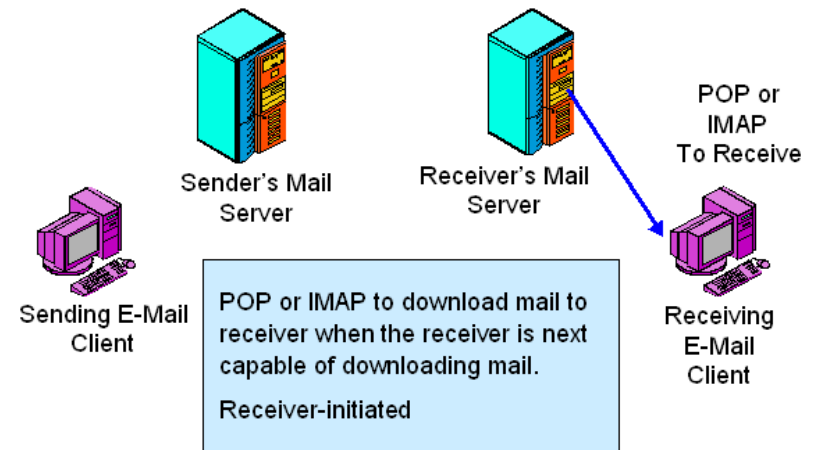 Sender's Mail
Server
Receiver's Mail
Server
POP or
IMAP
To Receive
Sending E-Mail
Client
POP or IMAP to download mail to
receiver when the receiver is next
capable of downloading mail.
Receiver-initiated
Receiving
E-Mail
Client